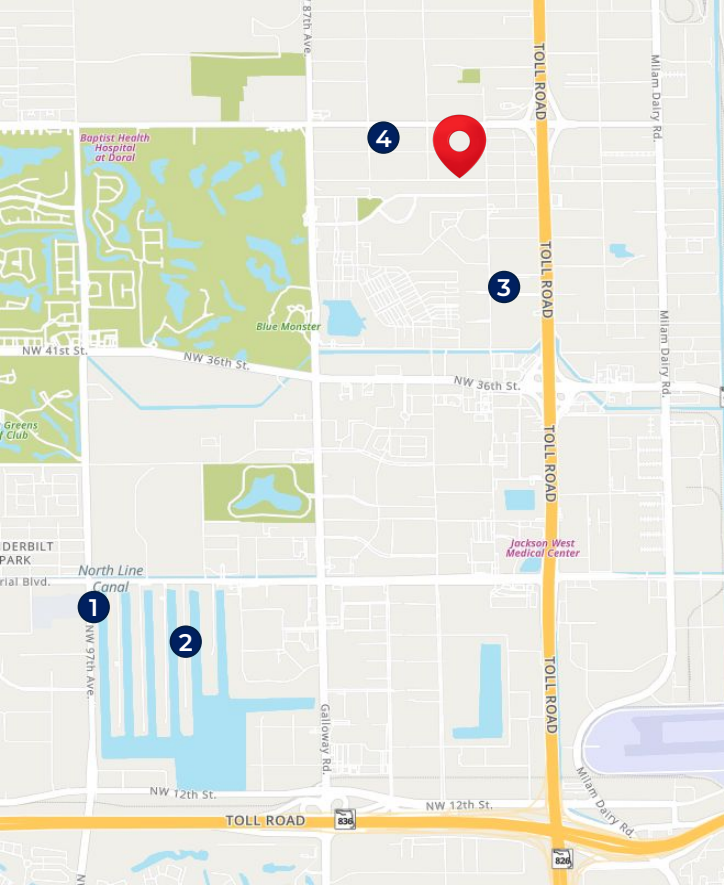 87th Ave.
TOLL ROAD
Milam Dairy Rd.
4
Baptist Health
Hospital
at Doral
3
TOLL ROAD
Blue Monster
Milam Dairy Rd.
NW 41st St.
NW 36th St.
NW 36th St.
Greens
f Club
TOLL ROAD
DERBILT
PARK
Jackson West
Medical Center
North Line
Canal
rial Blvd.
1
2
NW 97th Ave.
TOLL ROAD
Galloway Rd.
NW 12th St.
NW 12th St.
Milam Dairy Rd.
TOLL ROAD
836
826